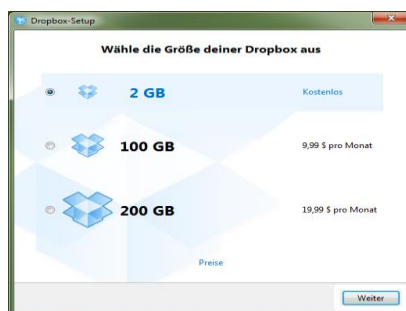 Dropbox-Setup
Wähle die Größe deiner Dropbox aus
2 GB Kostenlos
100 GB 9,99 $ pro Monat
200 GB 19,99 $ pro Monat
Preise
Weiter